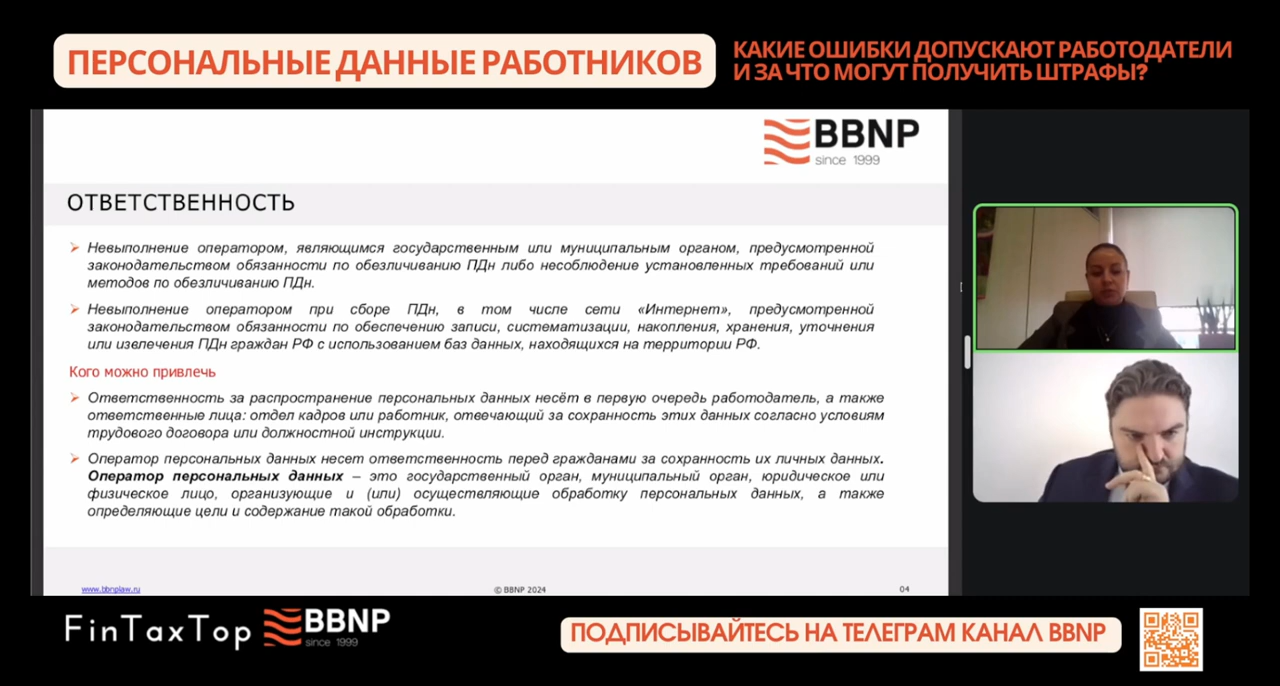 ПЕРСОНАЛЬНЫЕ ДАННЫЕ РАБОТНИКОВ
КАКИЕ ОШИБКИ ДОПУСКАЮТ РАБОТОДАТЕЛИ
И ЗА ЧТО МОГУТ ПОЛУЧИТЬ ШТРАФЫ?
BBNP
since 1999
ОТВЕТСТВЕННОСТЬ
Невыполнение оператором, являющимся государственным или муниципальным органом, предусмотренной
законодательством обязанности по обезличиванию ПДн либо несоблюдение установленных требований или
методов по обезличиванию ПДн.
Невыполнение оператором при сборе ПДн, в том числе сети «Интернет», предусмотренной
законодательством обязанности по обеспечению записи, систематизации, накопления, хранения, уточнения
или извлечения ПДн граждан РФ с использованием баз данных, находящихся на территории РФ.
Кого можно привлечь
Ответственность за распространение персональных данных несёт в первую очередь работодатель, а также
ответственные лица: отдел кадров или работник, отвечающий за сохранность этих данных согласно условиям
трудового договора или должностной инструкции.
Оператор персональных данных несет ответственность перед гражданами за сохранность их личных данных.
Оператор персональных данных – это государственный орган, муниципальный орган, юридическое или
физическое лицо, организующие и (или) осуществляющие обработку персональных данных, а также
определяющие цели и содержание такой обработки.
www.bbnplaw.ru
© BBNP 2024
04
FinTaxTop
BBNP
since 1999
ПОДПИСЫВАЙТЕСЬ НА ТЕЛЕГРАМ КАНАЛ BBNP